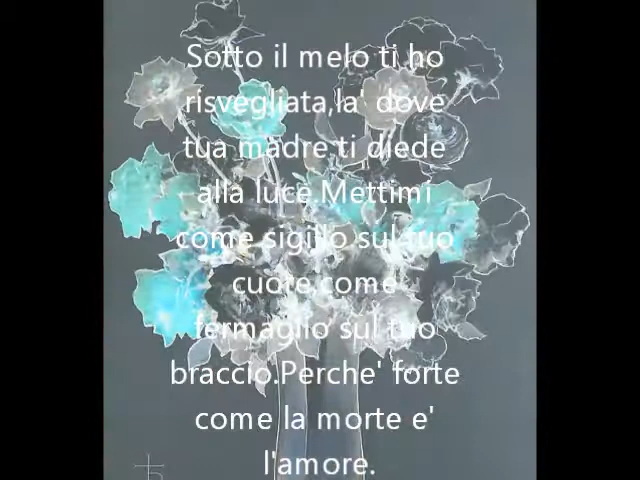 Sotto il melo ti ho
risvegliata,la' dove
tua madre ti diede
alla luce.Mettimi
come sigillo sul tuo
cuore,come
fermaglio sul tuo
braccio.Perche' forte
come la morte e'
l'amore.